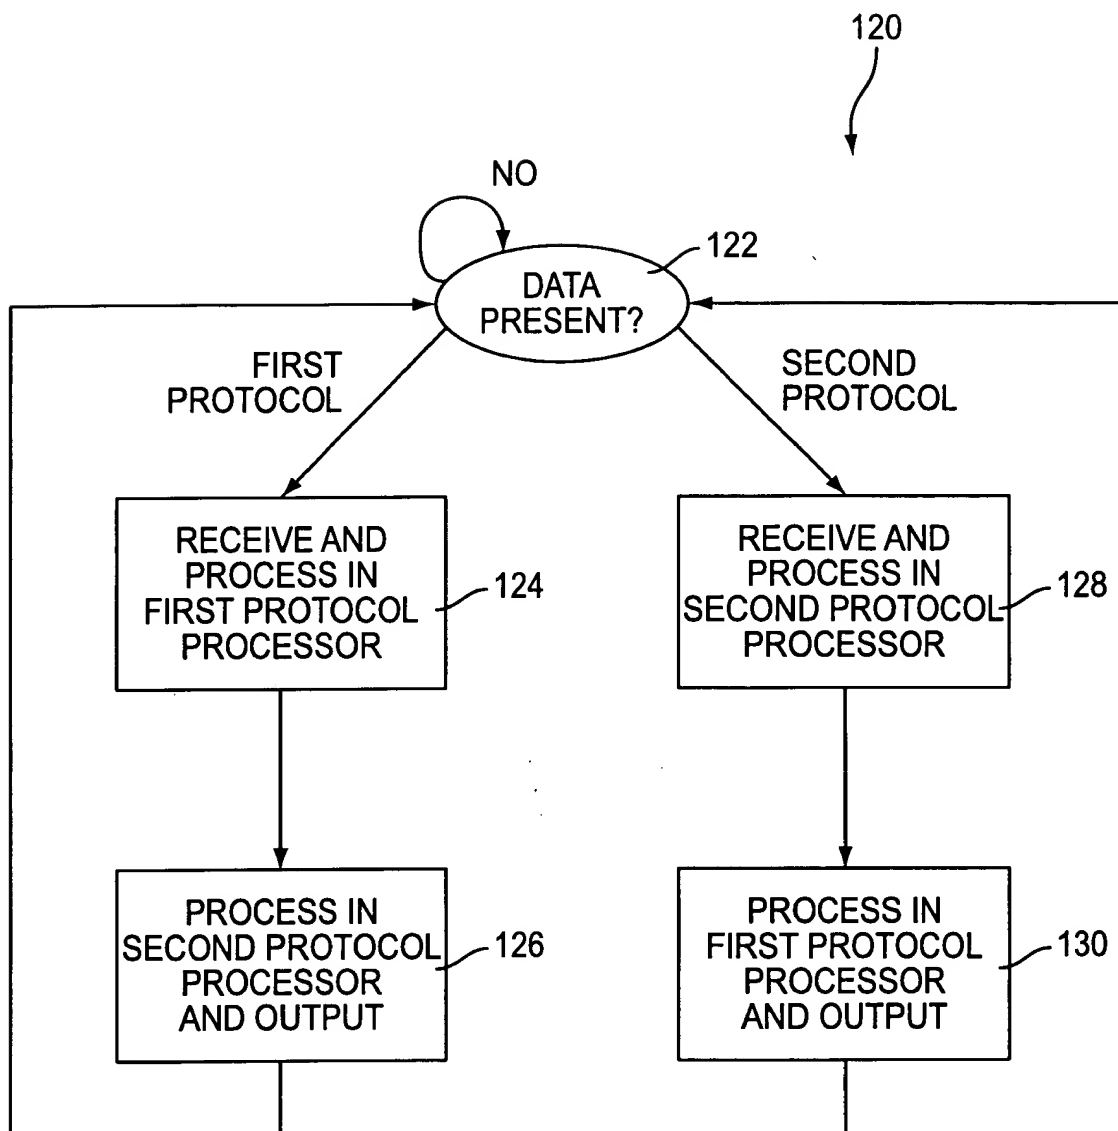 120
NO
122
DATA
PRESENT?
FIRST
PROTOCOL
SECOND
PROTOCOL
RECEIVE AND
PROCESS IN
FIRST PROTOCOL
PROCESSOR
124
RECEIVE AND
PROCESS IN
SECOND PROTOCOL
PROCESSOR
128
PROCESS IN
SECOND PROTOCOL
PROCESSOR
AND OUTPUT
126
PROCESS IN
FIRST PROTOCOL
PROCESSOR
AND OUTPUT
130